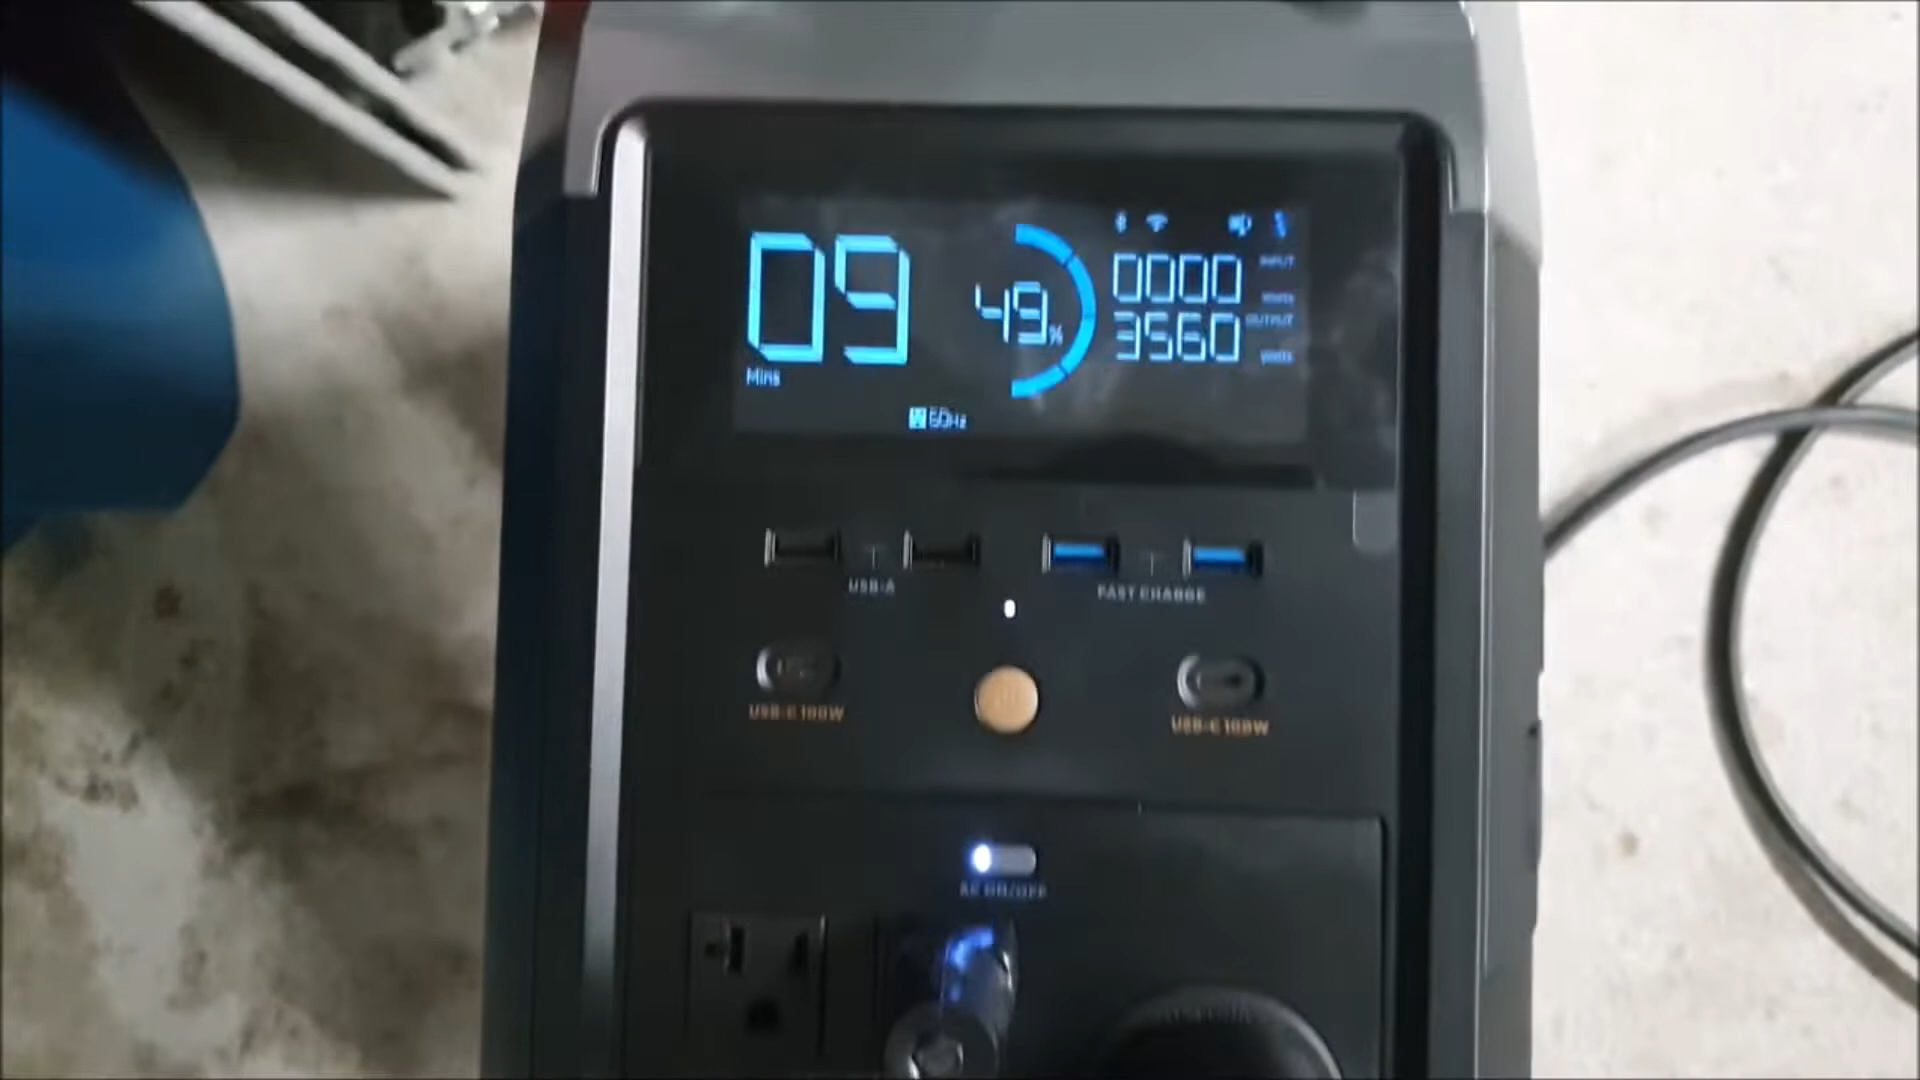 09
Mins
49%
0000 INPUT
watts
3560 OUTPUT
watts
60Hz
USB-A
FAST CHARGE
USB-C 100W
USB-C 100W
AC ON/OFF